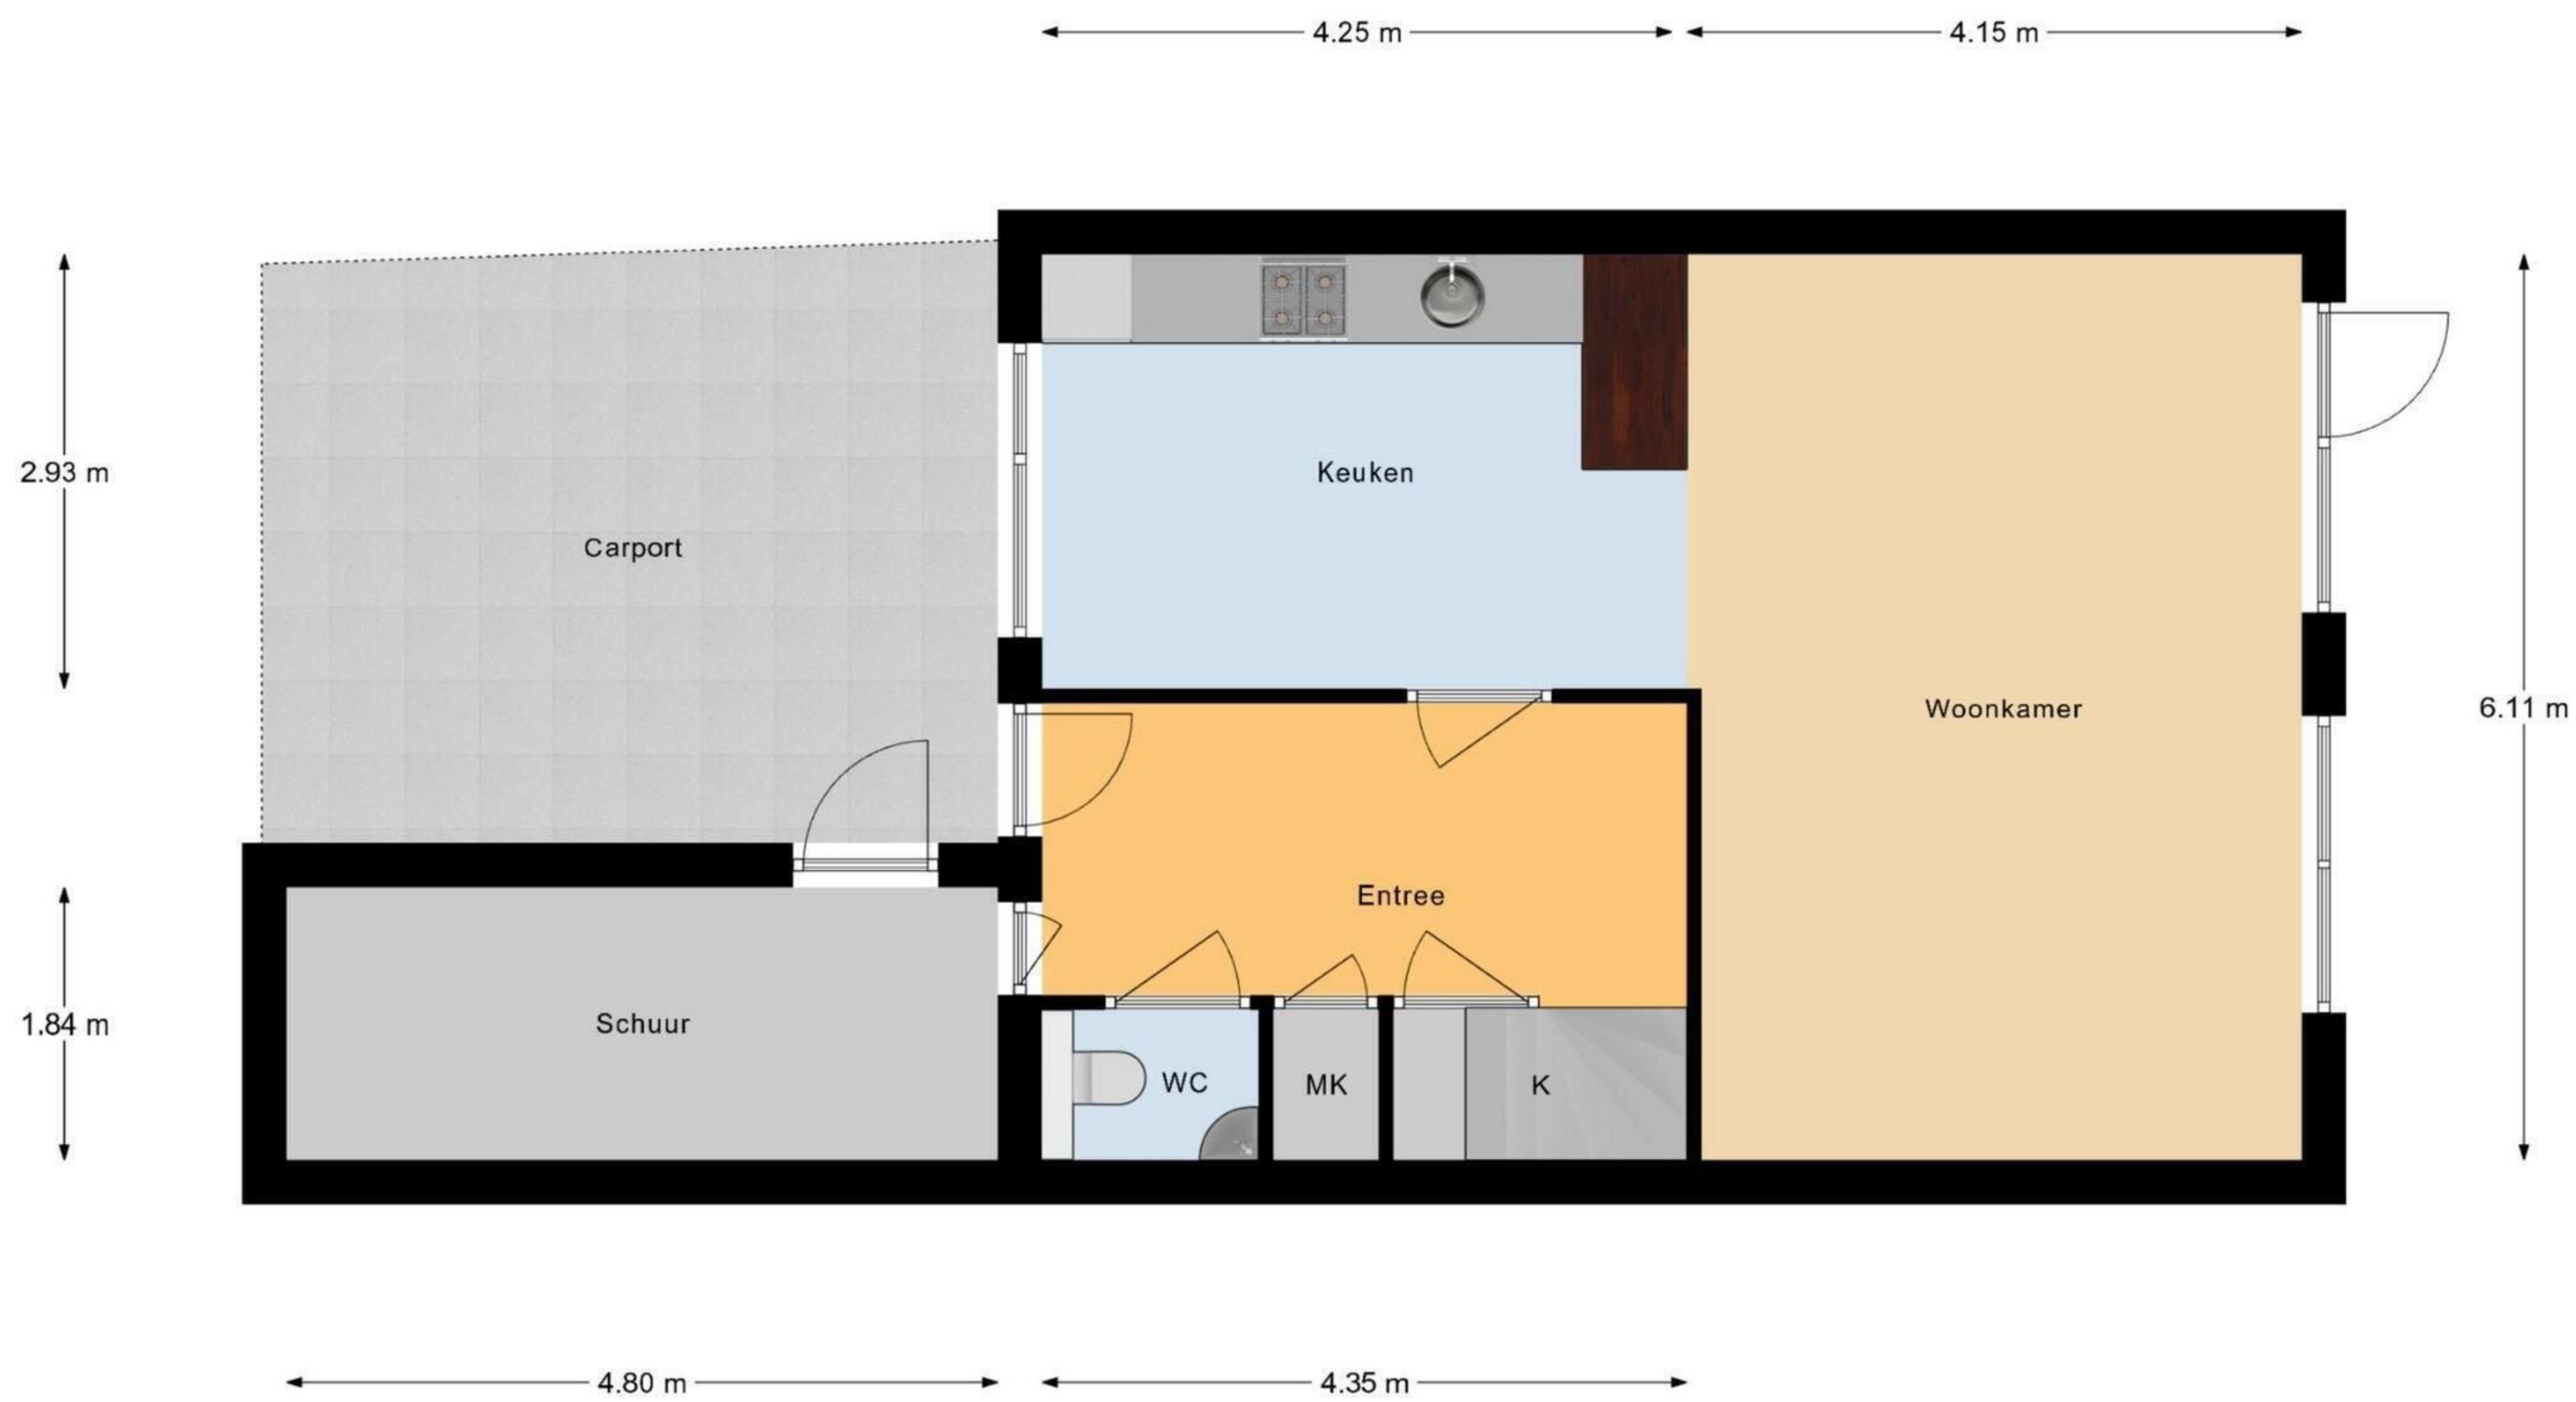 4.25 m
4.15 m
2.93 m
Keuken
Carport
Woonkamer
6.11 m
Entree
1.84 m
Schuur
WC
MK
K
4.80 m
4.35 m